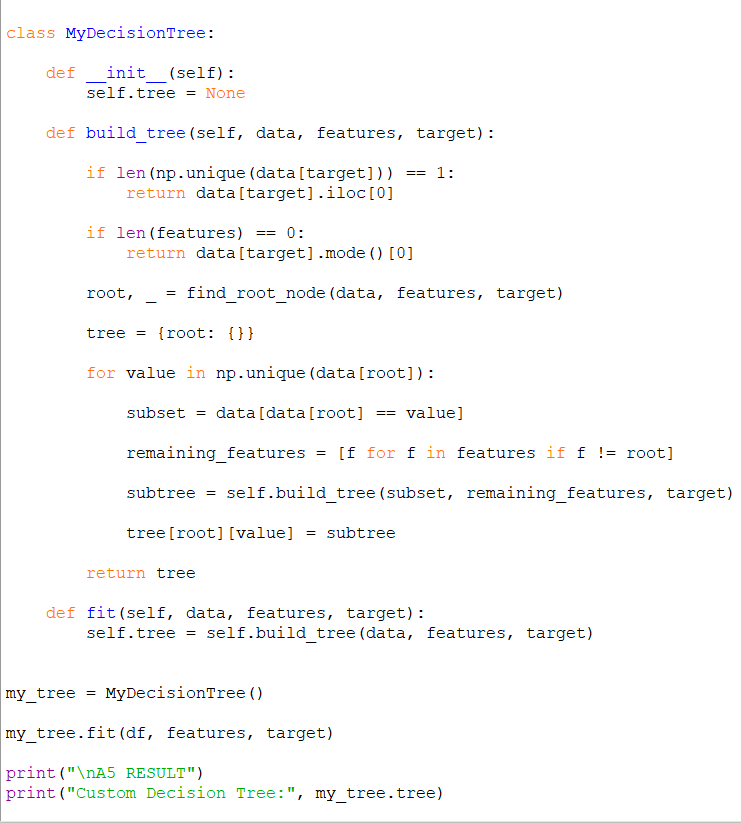 class MyDecisionTree:
    def __init__(self):
        self.tree = None
    def build_tree(self, data, features, target):
        if len(np.unique(data[target])) == 1:
            return data[target].iloc[0]
        if len(features) == 0:
            return data[target].mode()[0]
        root, _ = find_root_node(data, features, target)
        tree = {root: {}}
        for value in np.unique(data[root]):
            subset = data[data[root] == value]
            remaining_features = [f for f in features if f != root]
            subtree = self.build_tree(subset, remaining_features, target)
            tree[root][value] = subtree
        return tree
    def fit(self, data, features, target):
        self.tree = self.build_tree(data, features, target)
my_tree = MyDecisionTree()
my_tree.fit(df, features, target)
print("\nA5 RESULT")
print("Custom Decision Tree:", my_tree.tree)